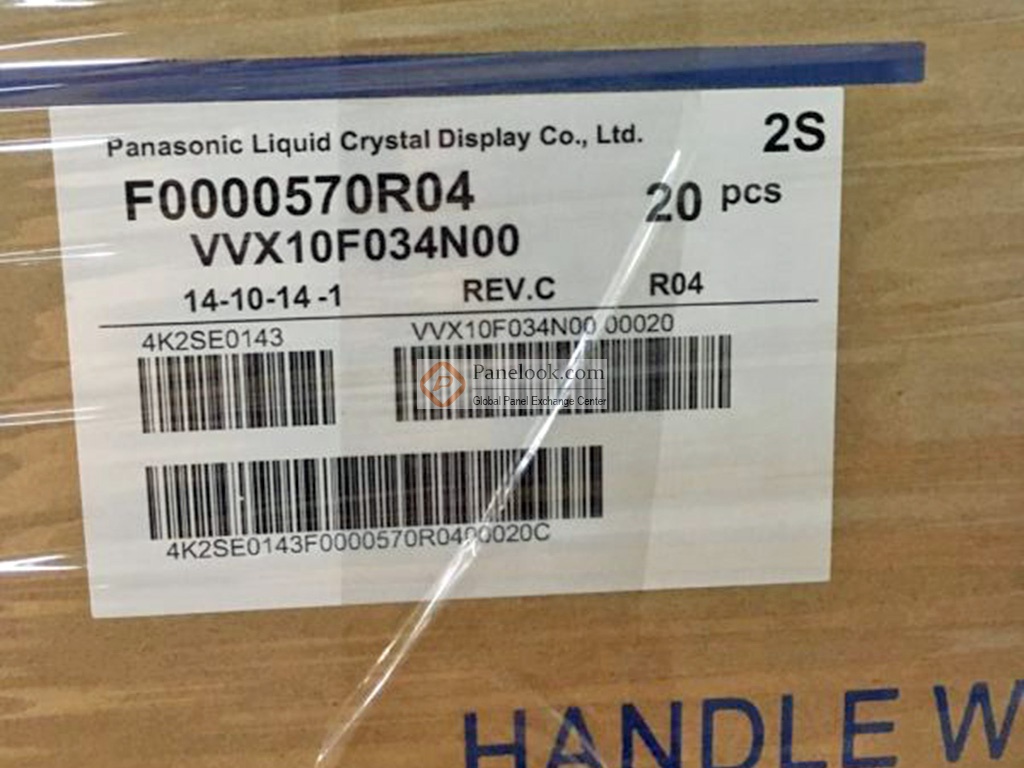 Panasonic Liquid Crystal Display Co., Ltd.
2S
F0000570R04
20 pcs
VVX10F034N00
14-10-14 -1 REV.C R04
4K2SE0143
VVX10F034N00 00020
Panelook.com
Global Panel Exchange Center
4K2SE0143F0000570R0400020C
HANDLE W